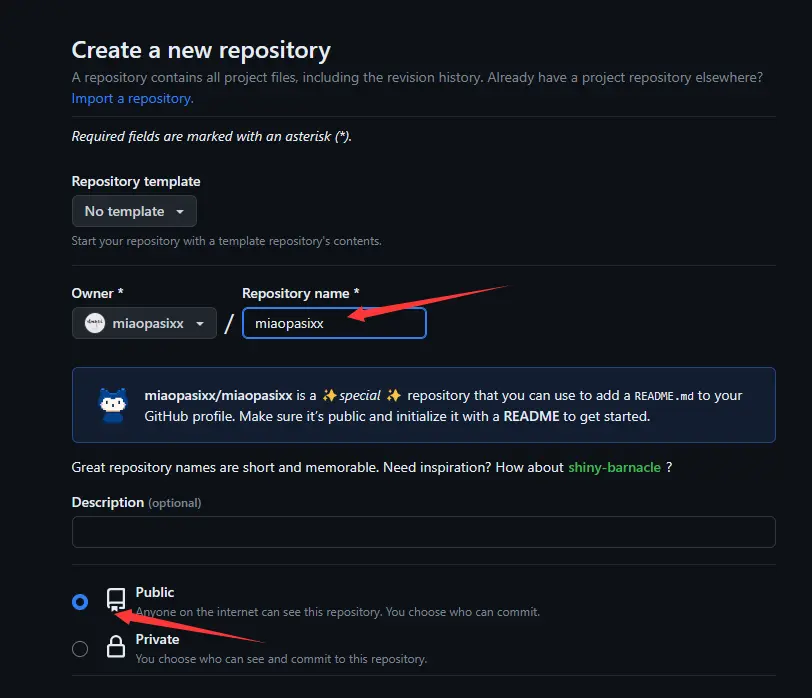 Create a new repository
A repository contains all project files, including the revision history. Already have a project repository elsewhere?
Import a repository.
Required fields are marked with an asterisk (*).
Repository template
No template
Start your repository with a template repository's contents.
Owner * Repository name *
miaopasixx / miaopasixx
miaopasixx/miaopasixx is a ✨ special ✨ repository that you can use to add a README.md to your
GitHub profile. Make sure it's public and initialize it with a README to get started.
Great repository names are short and memorable. Need inspiration? How about shiny-barnacle ?
Description (optional)
Public
Anyone on the internet can see this repository. You choose who can commit.
Private
You choose who can see and commit to this repository.